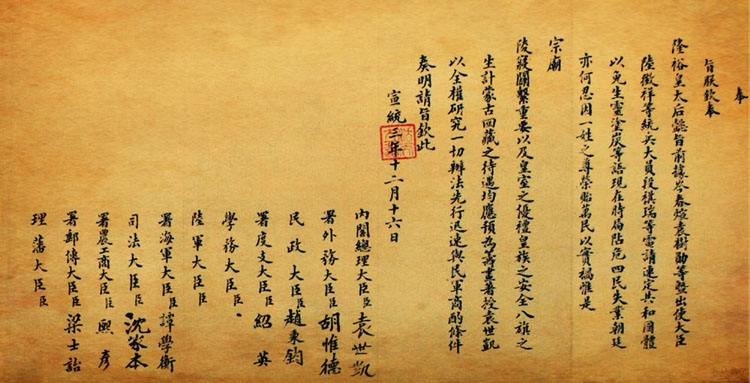 奉
旨朕欽奉
隆裕皇太后懿旨前據岑春煊袁樹勛等暨出使大臣
陸徵祥等統兵大員段祺瑞等電請速定共和國體
以免生靈塗炭等語現在時局阽危四民失業朝廷
亦何忍因一姓之尊榮貽萬民以實禍惟是
宗廟
陵寢關繫重要以及皇室之優禮皇族之安全八旗之
生計蒙古回藏之待遇均應預為籌畫著授袁世凱
以全權研究一切辦法先行迅速與民軍商酌條件
奏明請旨欽此
宣統三年十二月十六日
內閣總理大臣臣袁世凱
署外務大臣臣胡惟德
民政大臣臣趙秉鈞
署度支大臣臣紹英
學務大臣臣
陸軍大臣臣
署海軍大臣臣譚學衡
司法大臣臣沈家本
署農工商大臣臣熙彥
署郵傳大臣臣梁士詒
理藩大臣臣